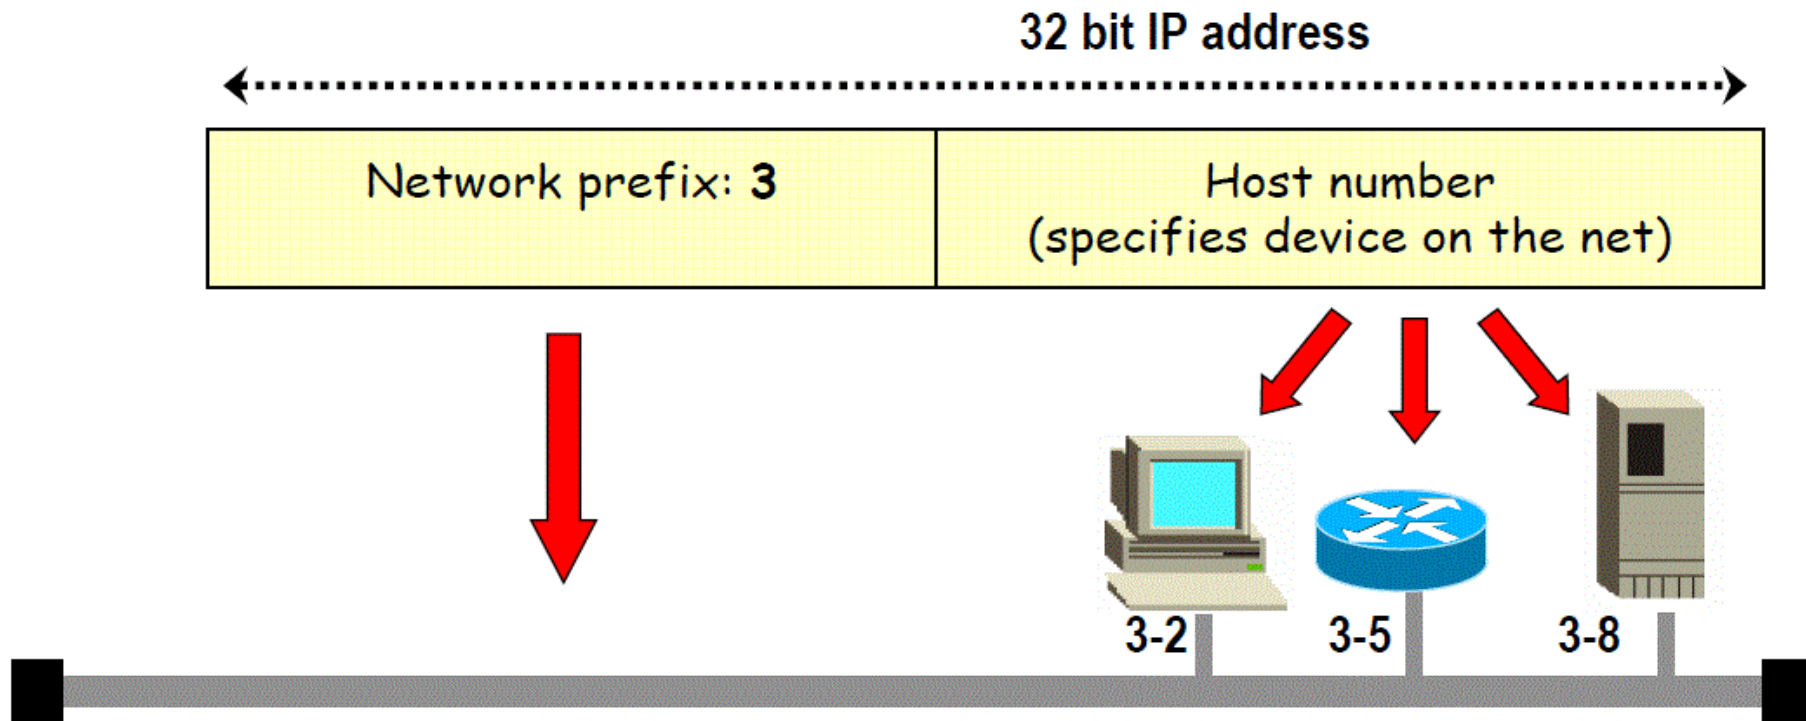 32 bit IP address
Network prefix: 3
Host number
(specifies device on the net)
3-2
3-5
3-8